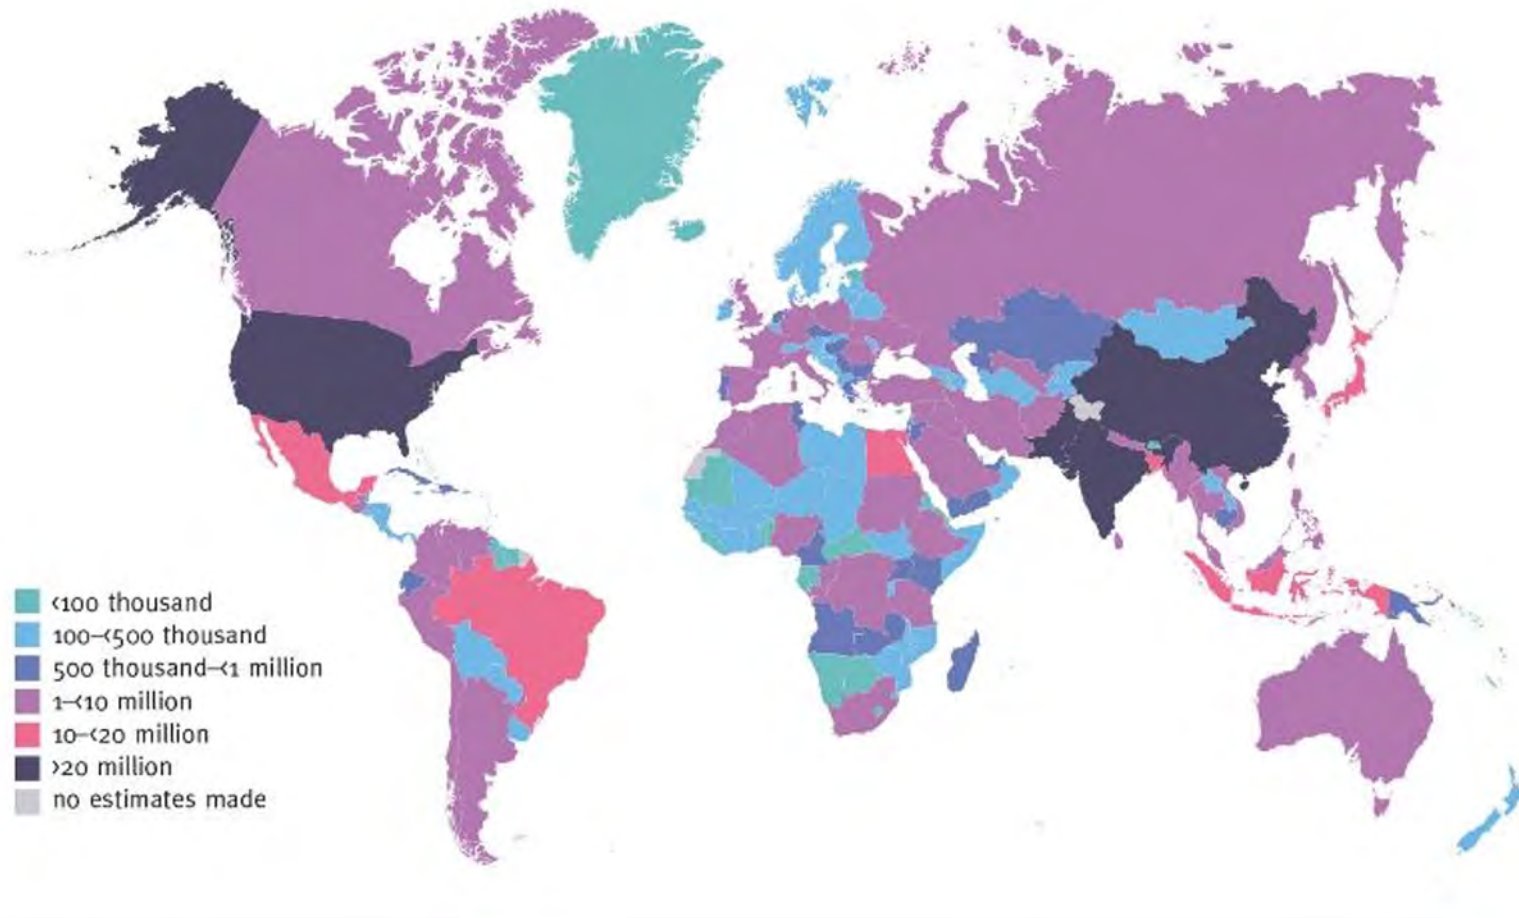 <100 thousand
100–<500 thousand
500 thousand–<1 million
1–<10 million
10–<20 million
>20 million
no estimates made